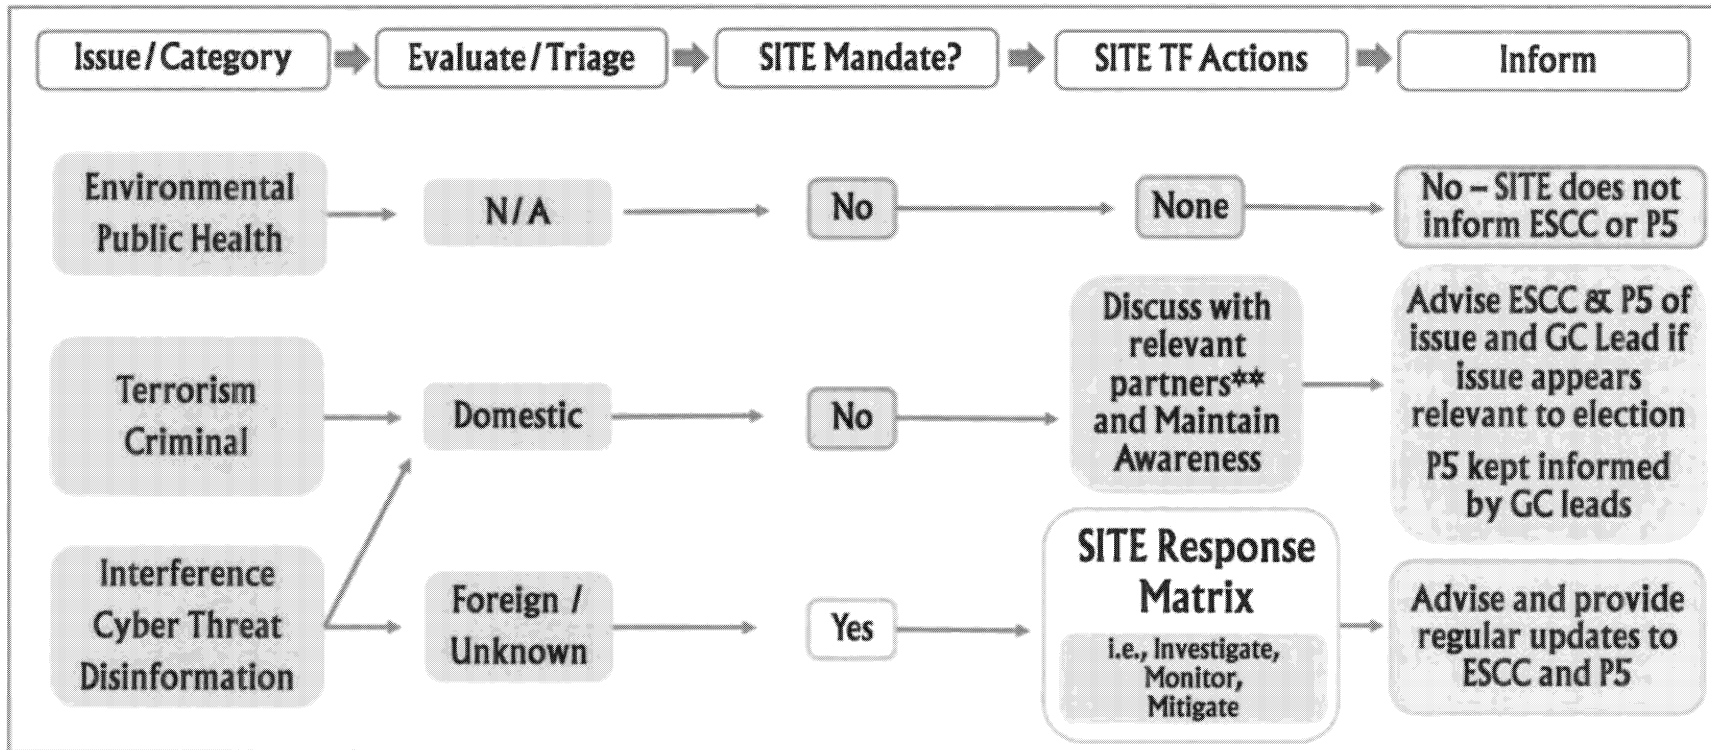 Issue / Category
Evaluate / Triage
SITE Mandate?
SITE TF Actions
Inform
Environmental
Public Health
N / A
No
None
No – SITE does not
inform ESCC or P5
Terrorism
Criminal
Domestic
No
Discuss with
relevant
partners**
and Maintain
Awareness
Advise ESCC & P5 of
issue and GC Lead if
issue appears
relevant to election
P5 kept informed
by GC leads
Interference
Cyber Threat
Disinformation
Foreign /
Unknown
Yes
SITE Response
Matrix
i.e., Investigate,
Monitor,
Mitigate
Advise and provide
regular updates to
ESCC and P5